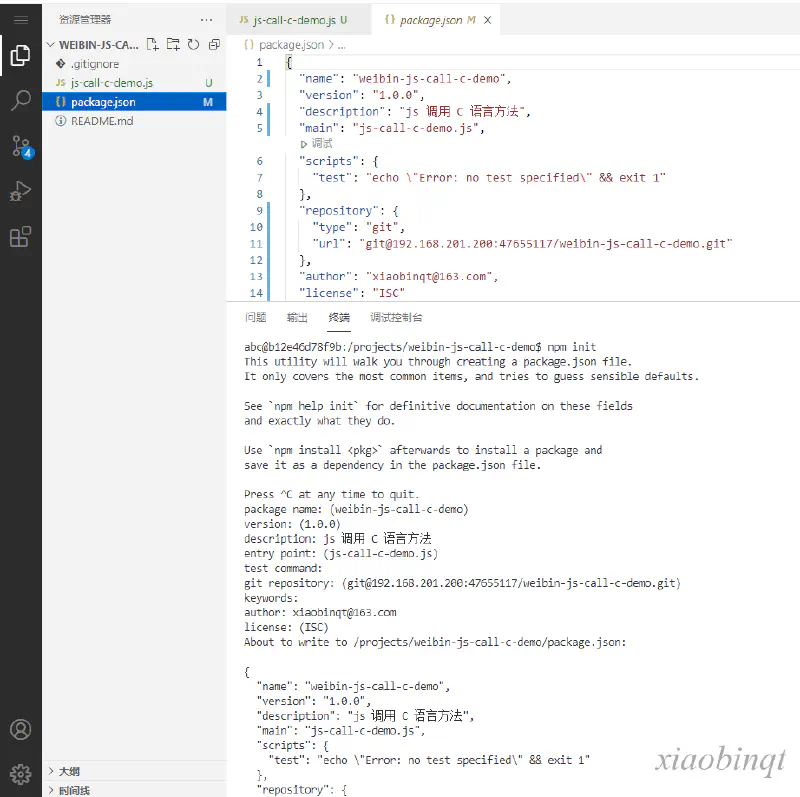 资源管理器
WEIBIN-JS-CA...
.gitignore
JS js-call-c-demo.js U
{} package.json M
README.md
大纲
时间线
4
JS js-call-c-demo.js U
{} package.json M
{} package.json > ...
1 {
2 "name": "weibin-js-call-c-demo",
3 "version": "1.0.0",
4 "description": "js 调用 C 语言方法",
5 "main": "js-call-c-demo.js",
调试
6 "scripts": {
7 "test": "echo \"Error: no test specified\" && exit 1"
8 },
9 "repository": {
10 "type": "git",
11 "url": "git@192.168.201.200:47655117/weibin-js-call-c-demo.git"
12 },
13 "author": "xiaobinqt@163.com",
14 "license": "ISC"
问题 输出 终端 调试控制台
abc@b12e46d78f9b:/projects/weibin-js-call-c-demo$ npm init
This utility will walk you through creating a package.json file.
It only covers the most common items, and tries to guess sensible defaults.
See `npm help init` for definitive documentation on these fields
and exactly what they do.
Use `npm install <pkg>` afterwards to install a package and
save it as a dependency in the package.json file.
Press ^C at any time to quit.
package name: (weibin-js-call-c-demo)
version: (1.0.0)
description: js 调用 C 语言方法
entry point: (js-call-c-demo.js)
test command:
git repository: (git@192.168.201.200:47655117/weibin-js-call-c-demo.git)
keywords:
author: xiaobinqt@163.com
license: (ISC)
About to write to /projects/weibin-js-call-c-demo/package.json:
{
"name": "weibin-js-call-c-demo",
"version": "1.0.0",
"description": "js 调用 C 语言方法",
"main": "js-call-c-demo.js",
"scripts": {
"test": "echo \"Error: no test specified\" && exit 1"
},
"repository": {
xiaobinqt